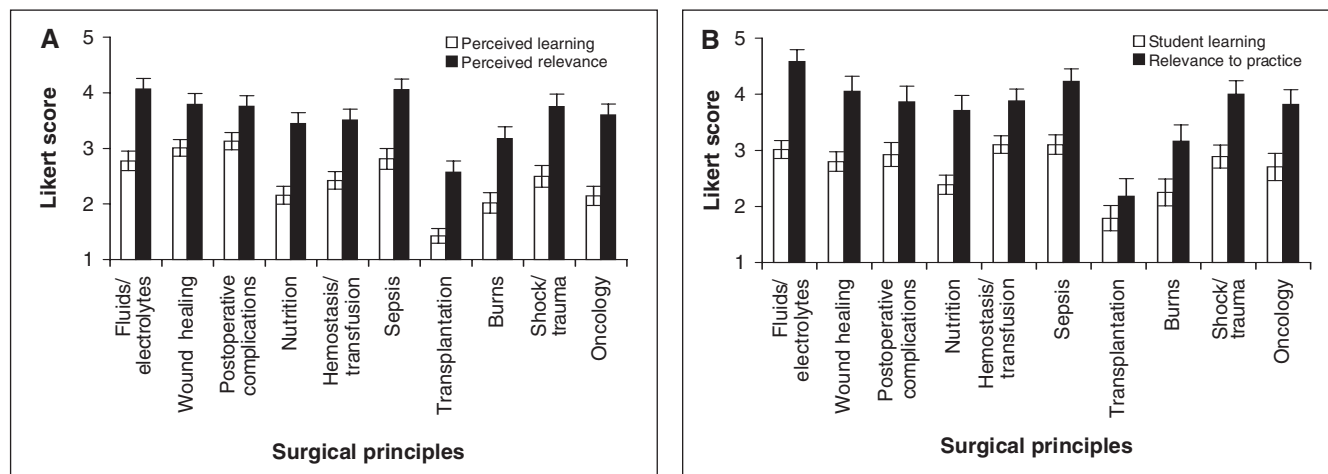 A
Perceived learning
Perceived relevance
Likert score
5
4
3
2
1
Fluids/
electrolytes
Wound healing
Postoperative
complications
Nutrition
Hemostasis/
transfusion
Sepsis
Transplantation
Burns
Shock/
trauma
Oncology
Surgical principles
B
Student learning
Relevance to practice
Likert score
5
4
3
2
1
Fluids/
electrolytes
Wound healing
Postoperative
complications
Nutrition
Hemostasis/
transfusion
Sepsis
Transplantation
Burns
Shock/
trauma
Oncology
Surgical principles